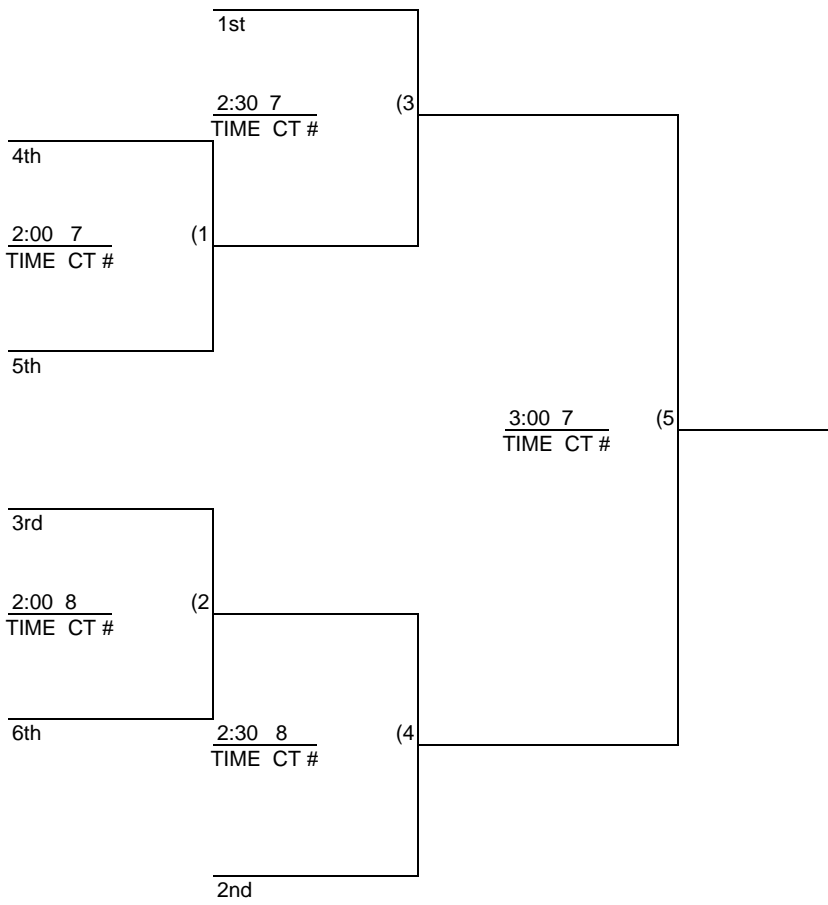 1st
2:30 7 (3
TIME CT #
4th
2:00 7 (1
TIME CT #
5th
3:00 7 (5
TIME CT #
3rd
2:00 8 (2
TIME CT #
6th
2:30 8 (4
TIME CT #
2nd